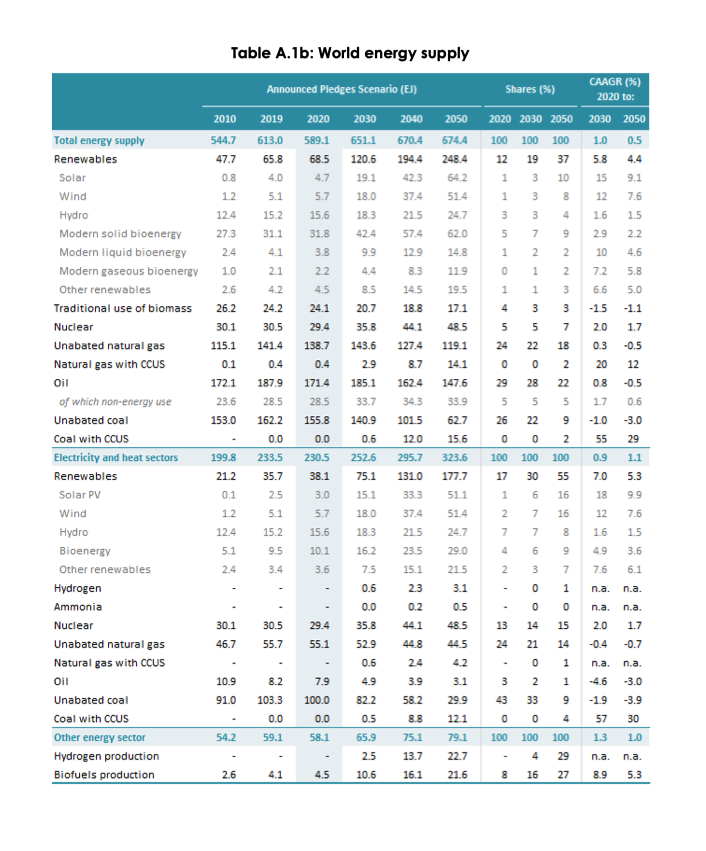 Table A.1b: World energy supply
Announced Pledges Scenario (EJ) Shares (%) CAAGR (%) 2020 to:
2010 2019 2020 2030 2040 2050 2020 2030 2050 2030 2050
Total energy supply 544.7 613.0 589.1 651.1 670.4 674.4 100 100 100 1.0 0.5
Renewables 47.7 65.8 68.5 120.6 194.4 248.4 12 19 37 5.8 4.4
Solar 0.8 4.0 4.7 19.1 42.3 64.2 1 3 10 15 9.1
Wind 1.2 5.1 5.7 18.0 37.4 51.4 1 3 8 12 7.6
Hydro 12.4 15.2 15.6 18.3 21.5 24.7 3 3 4 1.6 1.5
Modern solid bioenergy 27.3 31.1 31.8 42.4 57.4 62.0 5 7 9 2.9 2.2
Modern liquid bioenergy 2.4 4.1 3.8 9.9 12.9 14.8 1 2 2 10 4.6
Modern gaseous bioenergy 1.0 2.1 2.2 4.4 8.3 11.9 0 1 2 7.2 5.8
Other renewables 2.6 4.2 4.5 8.5 14.5 19.5 1 1 3 6.6 5.0
Traditional use of biomass 26.2 24.2 24.1 20.7 18.8 17.1 4 3 3 -1.5 -1.1
Nuclear 30.1 30.5 29.4 35.8 44.1 48.5 5 5 7 2.0 1.7
Unabated natural gas 115.1 141.4 138.7 143.6 127.4 119.1 24 22 18 0.3 -0.5
Natural gas with CCUS 0.1 0.4 0.4 2.9 8.7 14.1 0 0 2 20 12
Oil 172.1 187.9 171.4 185.1 162.4 147.6 29 28 22 0.8 -0.5
of which non-energy use 23.6 28.5 28.5 33.7 34.3 33.9 5 5 5 1.7 0.6
Unabated coal 153.0 162.2 155.8 140.9 101.5 62.7 26 22 9 -1.0 -3.0
Coal with CCUS - 0.0 0.0 0.6 12.0 15.6 0 0 2 55 29
Electricity and heat sectors 199.8 233.5 230.5 252.6 295.7 323.6 100 100 100 0.9 1.1
Renewables 21.2 35.7 38.1 75.1 131.0 177.7 17 30 55 7.0 5.3
Solar PV 0.1 2.5 3.0 15.1 33.3 51.1 1 6 16 18 9.9
Wind 1.2 5.1 5.7 18.0 37.4 51.4 2 7 16 12 7.6
Hydro 12.4 15.2 15.6 18.3 21.5 24.7 7 7 8 1.6 1.5
Bioenergy 5.1 9.5 10.1 16.2 23.5 29.0 4 6 9 4.9 3.6
Other renewables 2.4 3.4 3.6 7.5 15.1 21.5 2 3 7 7.6 6.1
Hydrogen - - - 0.6 2.3 3.1 - 0 1 n.a. n.a.
Ammonia - - - 0.0 0.2 0.5 - 0 0 n.a. n.a.
Nuclear 30.1 30.5 29.4 35.8 44.1 48.5 13 14 15 2.0 1.7
Unabated natural gas 46.7 55.7 55.1 52.9 44.8 44.5 24 21 14 -0.4 -0.7
Natural gas with CCUS - - - 0.6 2.4 4.2 - 0 1 n.a. n.a.
Oil 10.9 8.2 7.9 4.9 3.9 3.1 3 2 1 -4.6 -3.0
Unabated coal 91.0 103.3 100.0 82.2 58.2 29.9 43 33 9 -1.9 -3.9
Coal with CCUS - 0.0 0.0 0.5 8.8 12.1 0 0 4 57 30
Other energy sector 54.2 59.1 58.1 65.9 75.1 79.1 100 100 100 1.3 1.0
Hydrogen production - - - 2.5 13.7 22.7 - 4 29 n.a. n.a.
Biofuels production 2.6 4.1 4.5 10.6 16.1 21.6 8 16 27 8.9 5.3